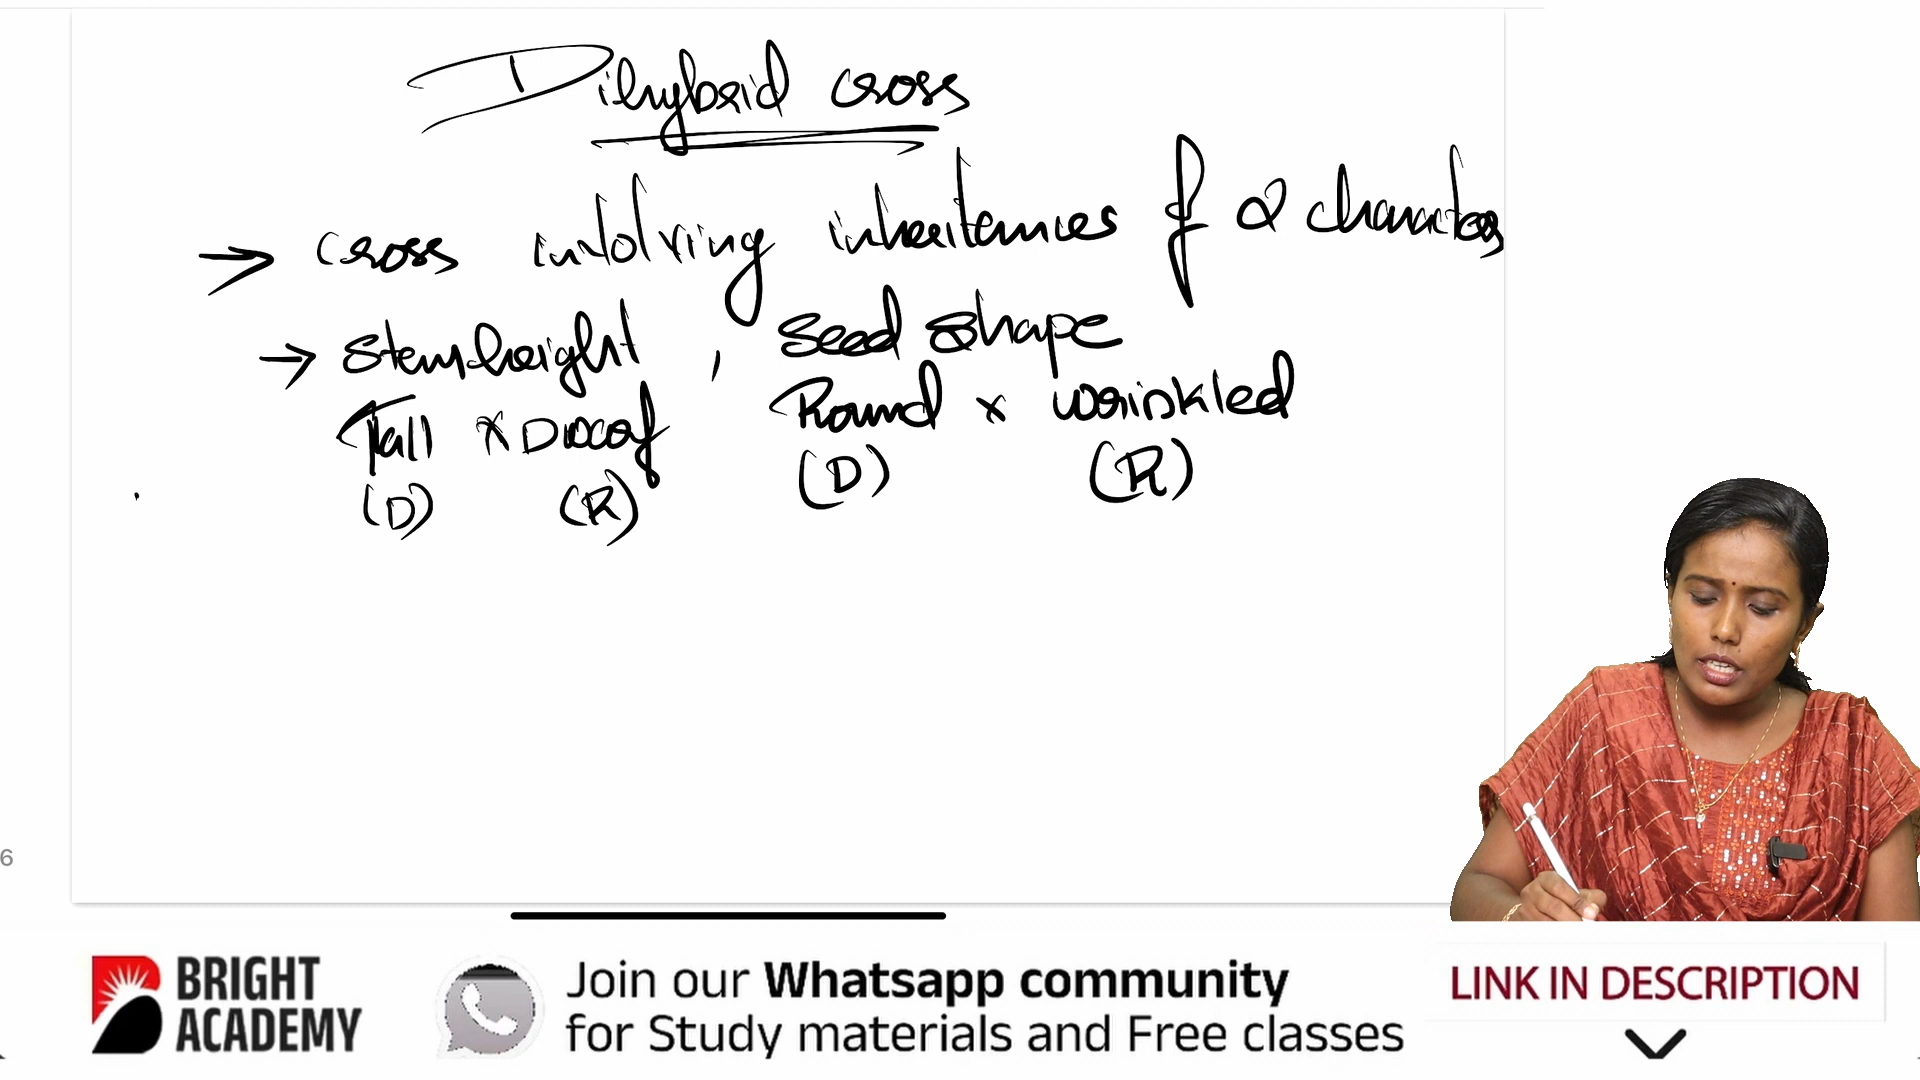 Dihybrid cross
→ cross involving inheritances of 2 characters
→ Stem height , Seed shape
Tall x Dwarf Round x wrinkled
(D) (R) (D) (R)
6
BRIGHT ACADEMY
Join our Whatsapp community
for Study materials and Free classes
LINK IN DESCRIPTION